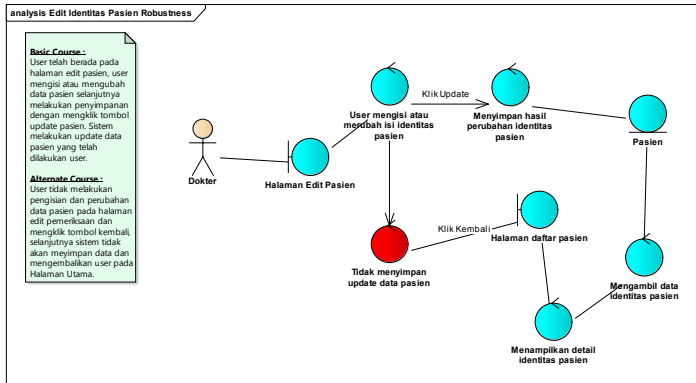 analysis Edit Identitas Pasien Robustness
Basic Course :
User telah berada pada
halaman edit pasien, user
mengisi atau mengubah
data pasien selanjutnya
melakukan penyimpanan
dengan mengklik tombol
update pasien. Sistem
melakukan update data
pasien yang telah
dilakukan user.
Alternate Course :
User tidak melakukan
pengisian dan perubahan
data pasien pada halaman
edit pemeriksaan dan
mengklik tombol kembali,
selanjutnya sistem tidak
akan meyimpan data dan
mengembalikan user pada
Halaman Utama.
Dokter
Halaman Edit Pasien
User mengisi atau
merubah isi identitas
pasien
Klik Update
Menyimpan hasil
perubahan identitas
pasien
Pasien
Tidak menyimpan
update data pasien
Klik Kembali
Halaman daftar pasien
Mengambil data
identitas pasien
Menampilkan detail
identitas pasien